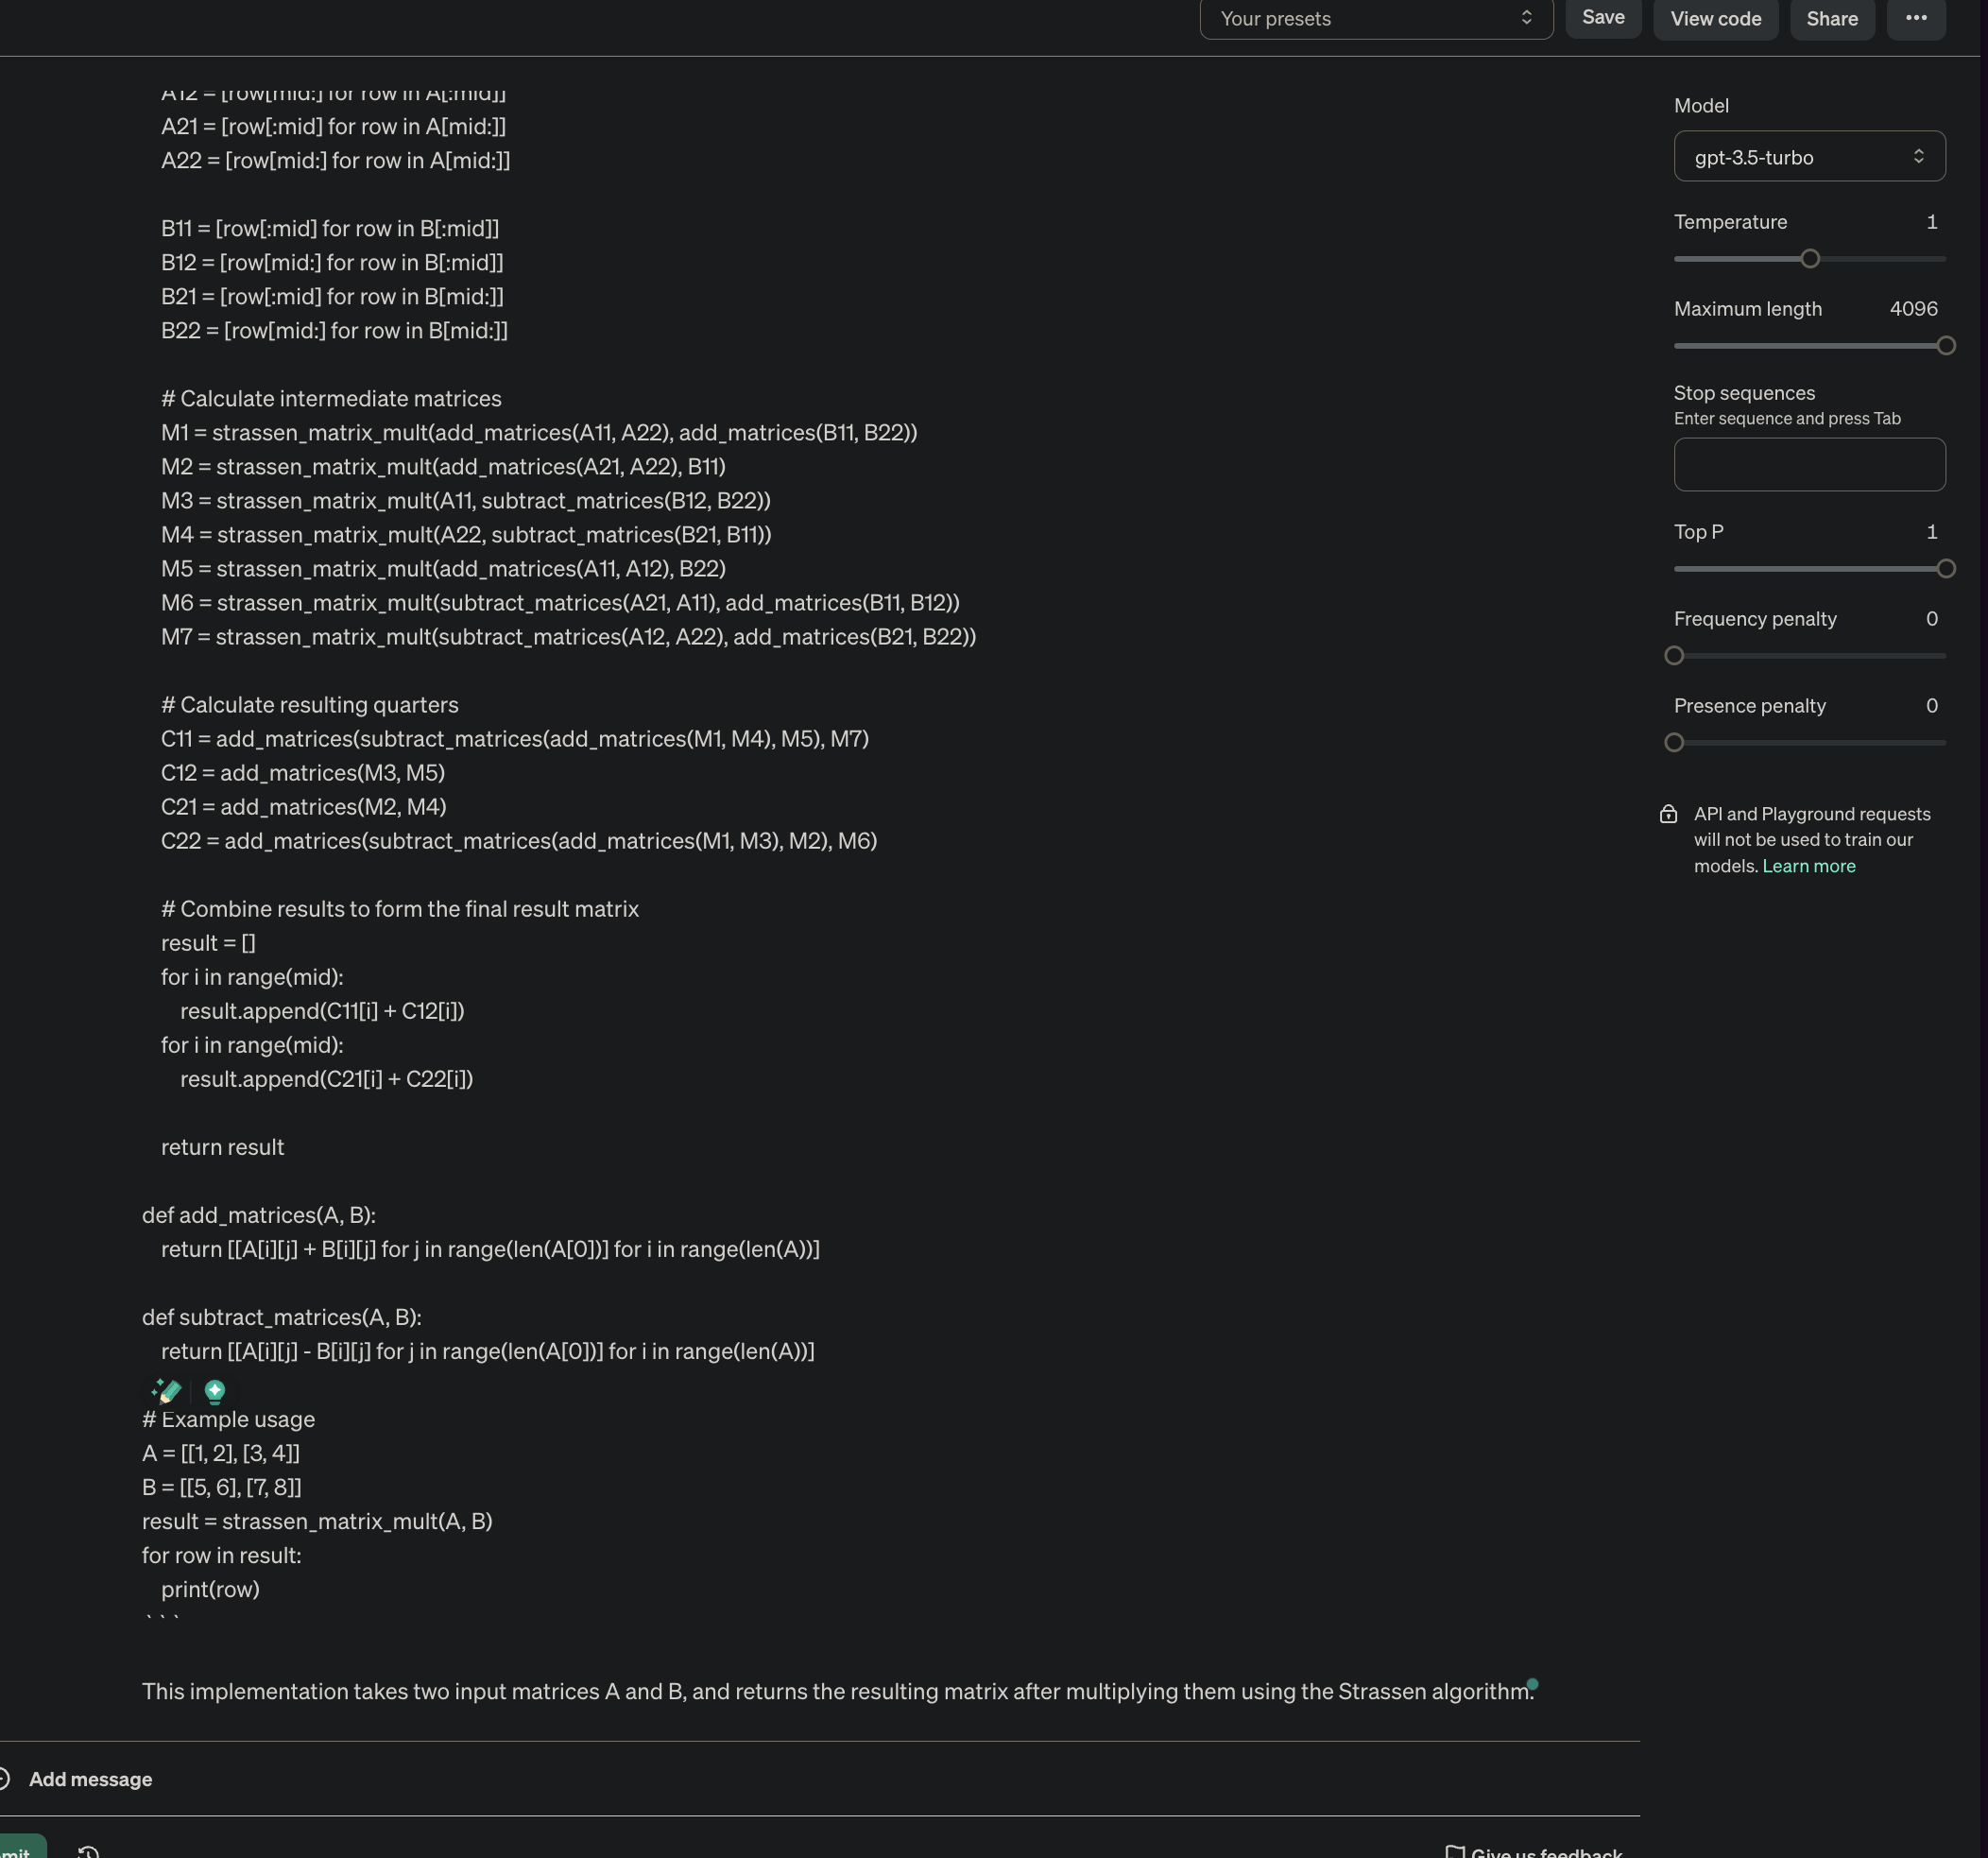 Your presets
Save
View code
Share
A12 = [row[mid:] for row in A[:mid]]
A21 = [row[:mid] for row in A[mid:]]
A22 = [row[mid:] for row in A[mid:]]
B11 = [row[:mid] for row in B[:mid]]
B12 = [row[mid:] for row in B[:mid]]
B21 = [row[:mid] for row in B[mid:]]
B22 = [row[mid:] for row in B[mid:]]
# Calculate intermediate matrices
M1 = strassen_matrix_mult(add_matrices(A11, A22), add_matrices(B11, B22))
M2 = strassen_matrix_mult(add_matrices(A21, A22), B11)
M3 = strassen_matrix_mult(A11, subtract_matrices(B12, B22))
M4 = strassen_matrix_mult(A22, subtract_matrices(B21, B11))
M5 = strassen_matrix_mult(add_matrices(A11, A12), B22)
M6 = strassen_matrix_mult(subtract_matrices(A21, A11), add_matrices(B11, B12))
M7 = strassen_matrix_mult(subtract_matrices(A12, A22), add_matrices(B21, B22))
# Calculate resulting quarters
C11 = add_matrices(subtract_matrices(add_matrices(M1, M4), M5), M7)
C12 = add_matrices(M3, M5)
C21 = add_matrices(M2, M4)
C22 = add_matrices(subtract_matrices(add_matrices(M1, M3), M2), M6)
# Combine results to form the final result matrix
result = []
for i in range(mid):
result.append(C11[i] + C12[i])
for i in range(mid):
result.append(C21[i] + C22[i])
return result
def add_matrices(A, B):
return [[A[i][j] + B[i][j] for j in range(len(A[0])] for i in range(len(A))]
def subtract_matrices(A, B):
return [[A[i][j] - B[i][j] for j in range(len(A[0])] for i in range(len(A))]
# Example usage
A = [[1, 2], [3, 4]]
B = [[5, 6], [7, 8]]
result = strassen_matrix_mult(A, B)
for row in result:
print(row)
```
This implementation takes two input matrices A and B, and returns the resulting matrix after multiplying them using the Strassen algorithm.
Add message
Give us feedback
Model
gpt-3.5-turbo
Temperature 1
Maximum length 4096
Stop sequences
Enter sequence and press Tab
Top P 1
Frequency penalty 0
Presence penalty 0
API and Playground requests
will not be used to train our
models. Learn more